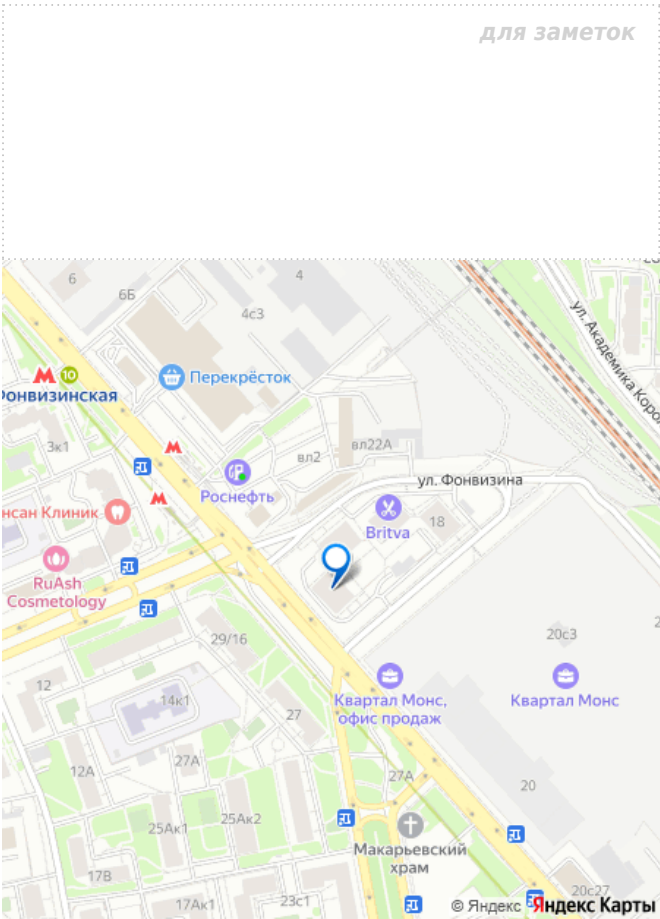 для заметок
6
4
6Б
4с3
ул. Академика Коро
10
Перекрёсток
Фонвизинская
3к1
вл22А
вл2
Роснефть
ул. Фонвизина
нсан Клиник
18
Britva
RuAsh
Cosmetology
29/16
20с3
12
14к1
Квартал Монс,
офис продаж
Квартал Монс
27
27А
12А
27А
20
25Ак1
25Ак2
Макарьевский
храм
17В
17Ак1
23с1
20с27
© Яндекс Яндекс Карты